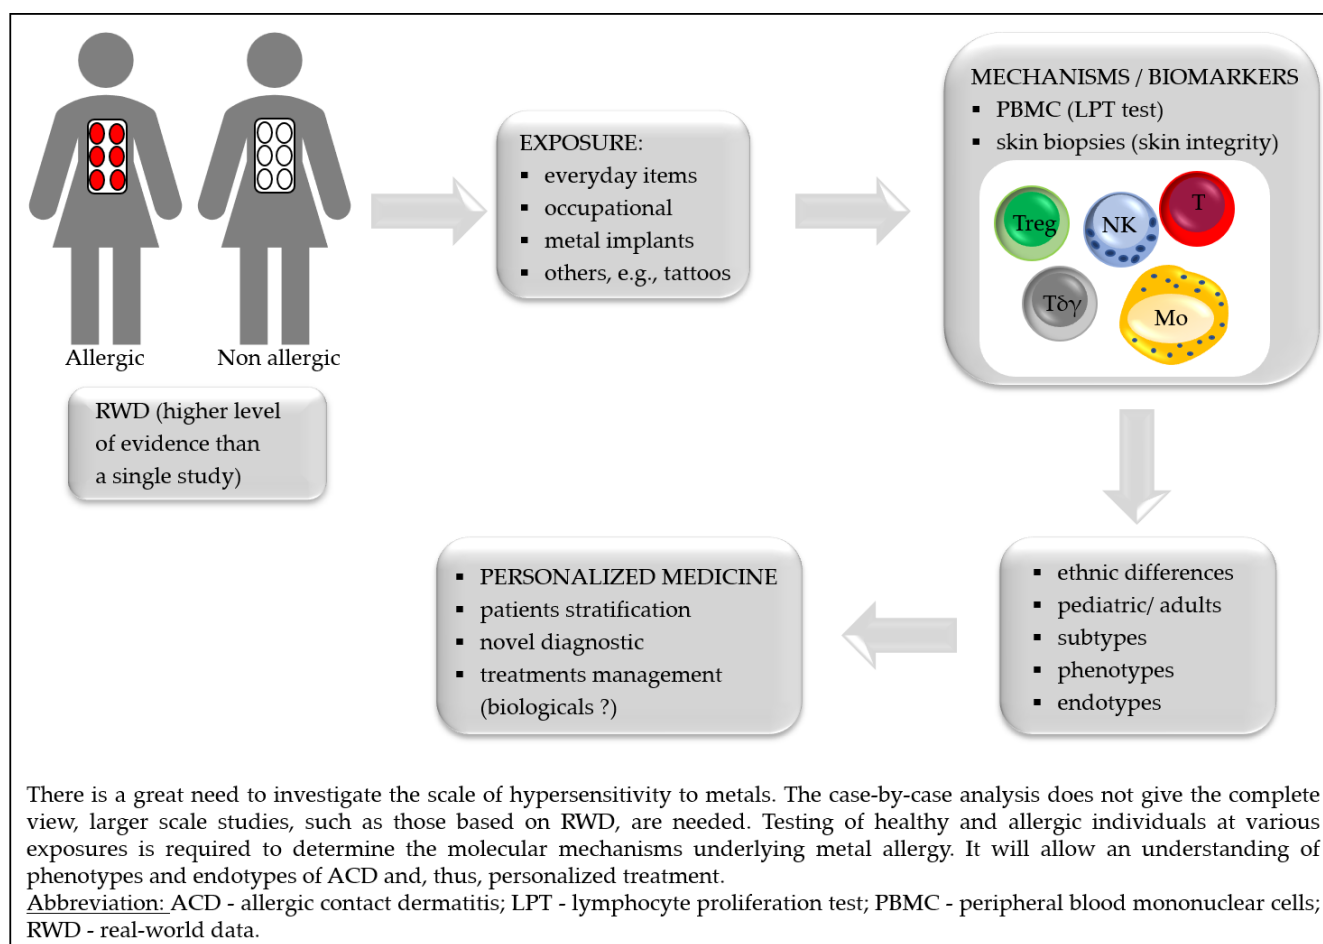 Allergic
Non allergic
RWD (higher level
of evidence than
a single study)
EXPOSURE:
▪ everyday items
▪ occupational
▪ metal implants
▪ others, e.g., tattoos
MECHANISMS / BIOMARKERS
▪ PBMC (LPT test)
▪ skin biopsies (skin integrity)
Treg
NK
T
Tδγ
Mo
▪ ethnic differences
▪ pediatric/ adults
▪ subtypes
▪ phenotypes
▪ endotypes
▪ PERSONALIZED MEDICINE
▪ patients stratification
▪ novel diagnostic
▪ treatments management
(biologicals ?)
There is a great need to investigate the scale of hypersensitivity to metals. The case-by-case analysis does not give the complete
view, larger scale studies, such as those based on RWD, are needed. Testing of healthy and allergic individuals at various
exposures is required to determine the molecular mechanisms underlying metal allergy. It will allow an understanding of
phenotypes and endotypes of ACD and, thus, personalized treatment.
Abbreviation: ACD - allergic contact dermatitis; LPT - lymphocyte proliferation test; PBMC - peripheral blood mononuclear cells;
RWD - real-world data.